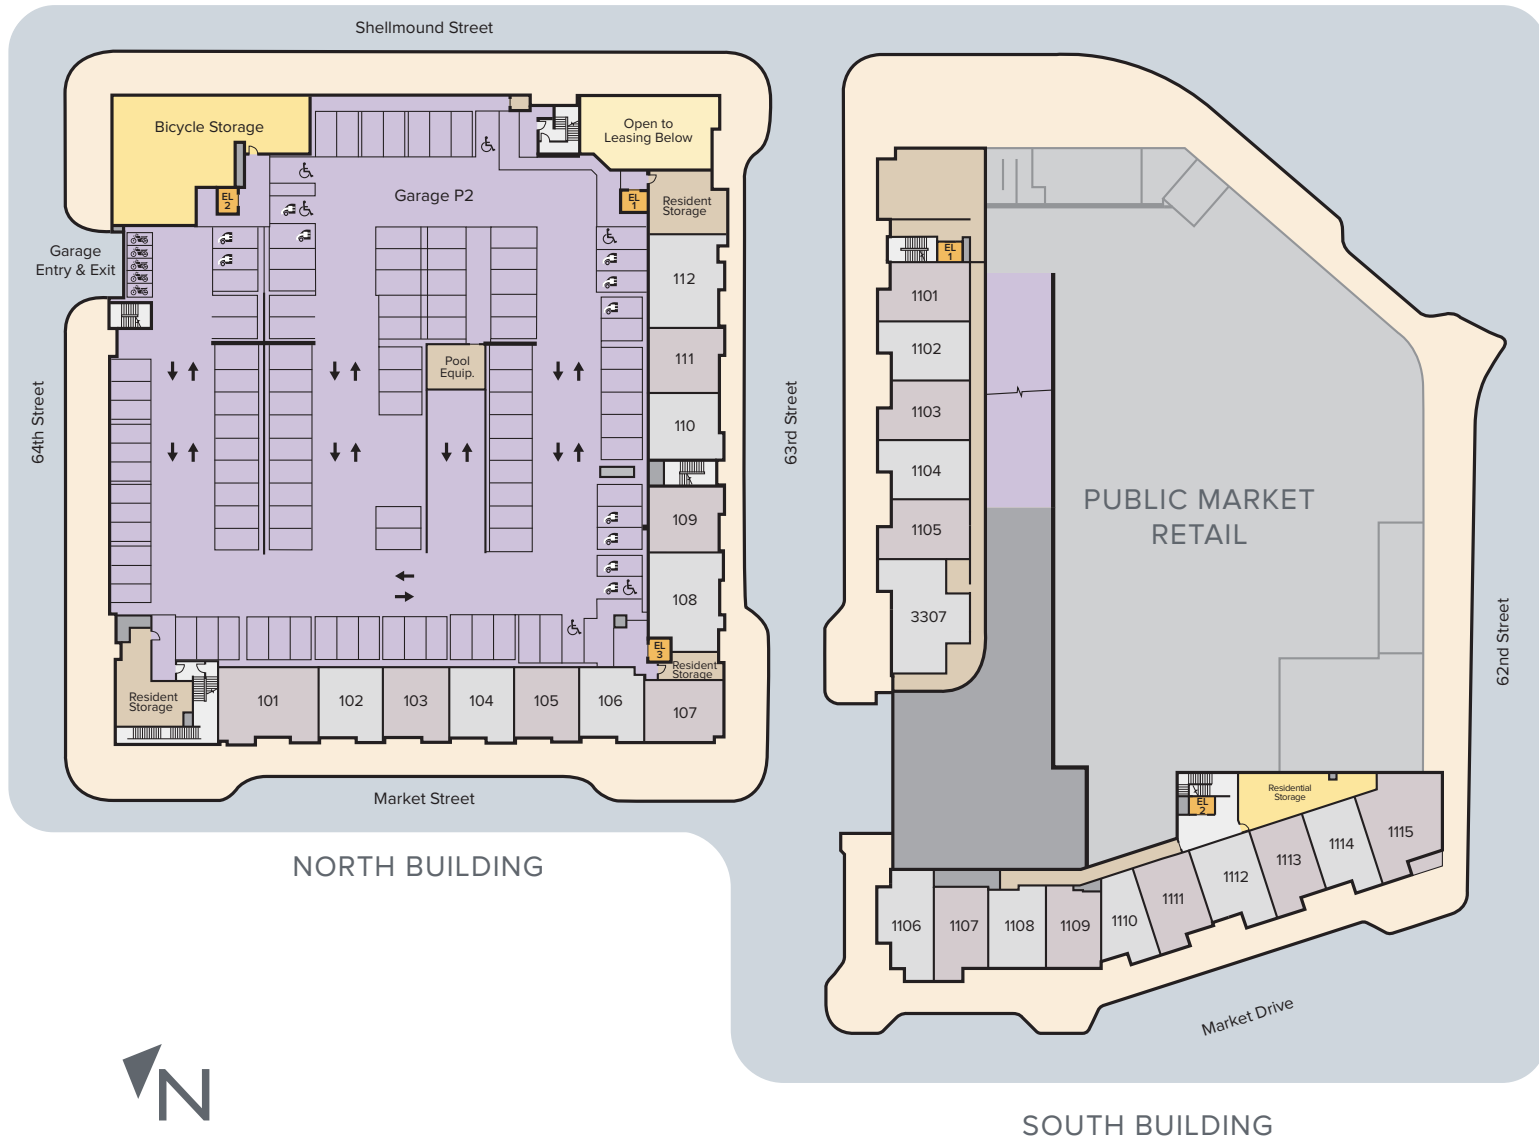 Shellmound Street
Bicycle Storage
Open to
Leasing Below
Garage P2
EL
2
EL
1
Resident
Storage
Garage
Entry & Exit
112
111
Pool
Equip.
110
64th Street
63rd Street
109
108
EL
3
Resident
Storage
Resident
Storage
101
102
103
104
105
106
107
Market Street
NORTH BUILDING
EL
1
1101
1102
1103
1104
1105
3307
PUBLIC MARKET
RETAIL
62nd Street
EL
2
Residential
Storage
1106
1107
1108
1109
1110
1111
1112
1113
1114
1115
Market Drive
N
SOUTH BUILDING